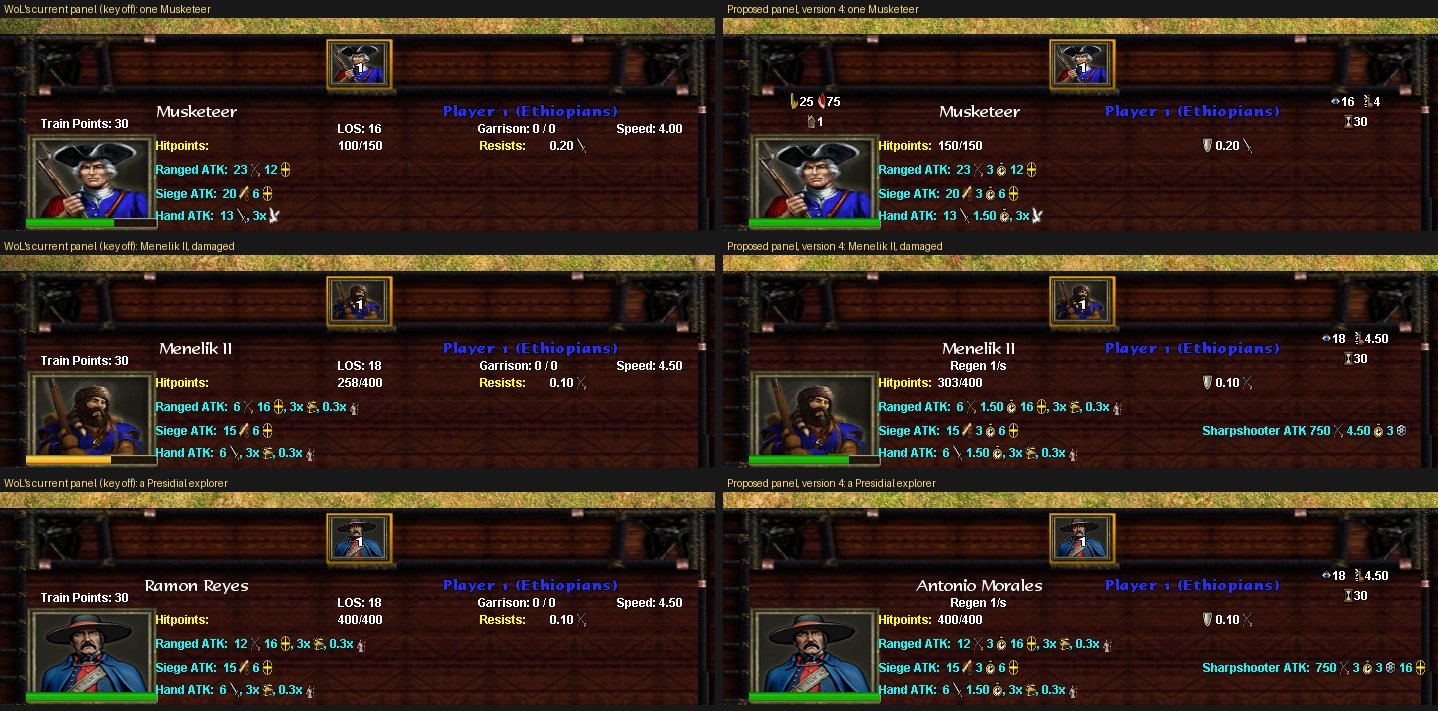 WoL's current panel (key off): one Musketeer
1
Musketeer
Player 1 (Ethiopians)
Train Points: 30
LOS: 16
Garrison: 0 / 0
Speed: 4.00
Hitpoints:
100/150
Resists:
0.20
Ranged ATK: 23 12
Siege ATK: 20 6
Hand ATK: 13 , 3x
Proposed panel, version 4: one Musketeer
1
25 75
1
Musketeer
Player 1 (Ethiopians)
16 4
30
Hitpoints: 150/150
0.20
Ranged ATK: 23 3 12
Siege ATK: 20 3 6
Hand ATK: 13 1.50 , 3x
WoL's current panel (key off): Menelik II, damaged
1
Menelik II
Player 1 (Ethiopians)
Train Points: 30
LOS: 18
Garrison: 0 / 0
Speed: 4.50
Hitpoints:
258/400
Resists:
0.10
Ranged ATK: 6 16 , 3x , 0.3x
Siege ATK: 15 6
Hand ATK: 6 , 3x , 0.3x
Proposed panel, version 4: Menelik II, damaged
1
Menelik II
Player 1 (Ethiopians)
18 4.50
30
Regen 1/s
Hitpoints: 303/400
0.10
Ranged ATK: 6 1.50 16 , 3x , 0.3x
Siege ATK: 15 3 6
Sharpshooter ATK 750 4.50 3
Hand ATK: 6 1.50 , 3x , 0.3x
WoL's current panel (key off): a Presidial explorer
1
Ramon Reyes
Player 1 (Ethiopians)
Train Points: 30
LOS: 18
Garrison: 0 / 0
Speed: 4.50
Hitpoints:
400/400
Resists:
0.10
Ranged ATK: 12 16 , 3x , 0.3x
Siege ATK: 15 6
Hand ATK: 6 , 3x , 0.3x
Proposed panel, version 4: a Presidial explorer
1
Antonio Morales
Player 1 (Ethiopians)
18 4.50
30
Regen 1/s
Hitpoints: 400/400
0.10
Ranged ATK: 12 3 16 , 3x , 0.3x
Siege ATK: 15 3 6
Sharpshooter ATK: 750 3 3 16
Hand ATK: 6 1.50 , 3x , 0.3x